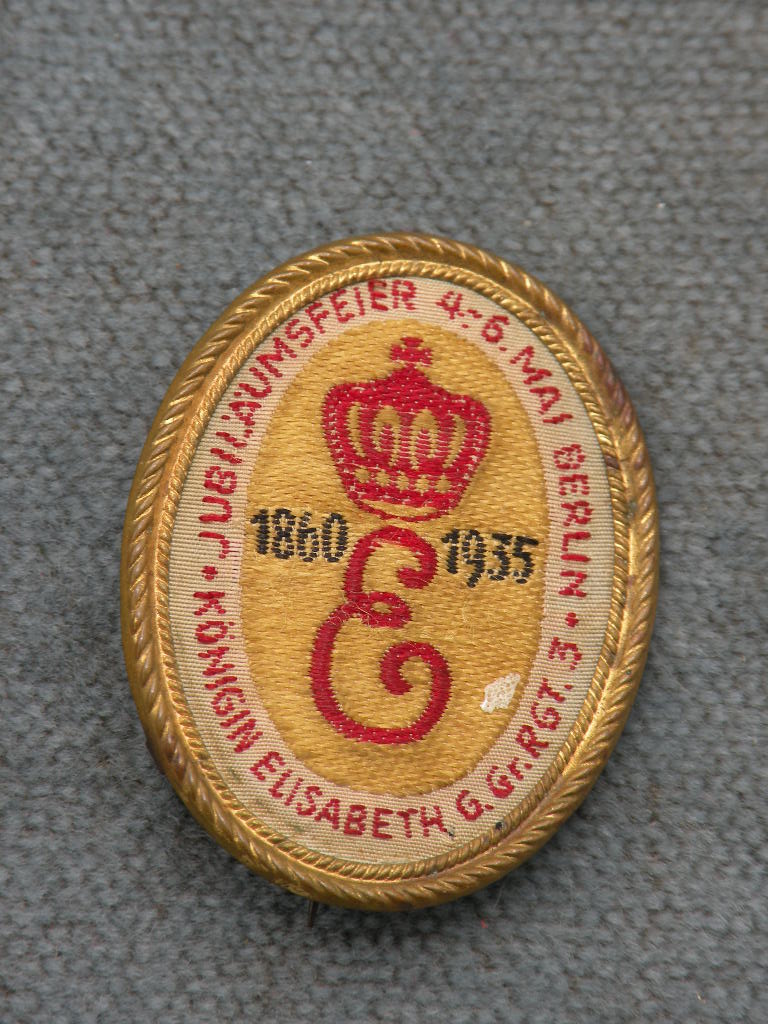 JUBILÄUMSFEIER 4.-6. MAI BERLIN •
• KÖNIGIN ELISABETH G. Gr. RGT. 3
1860 1935
E